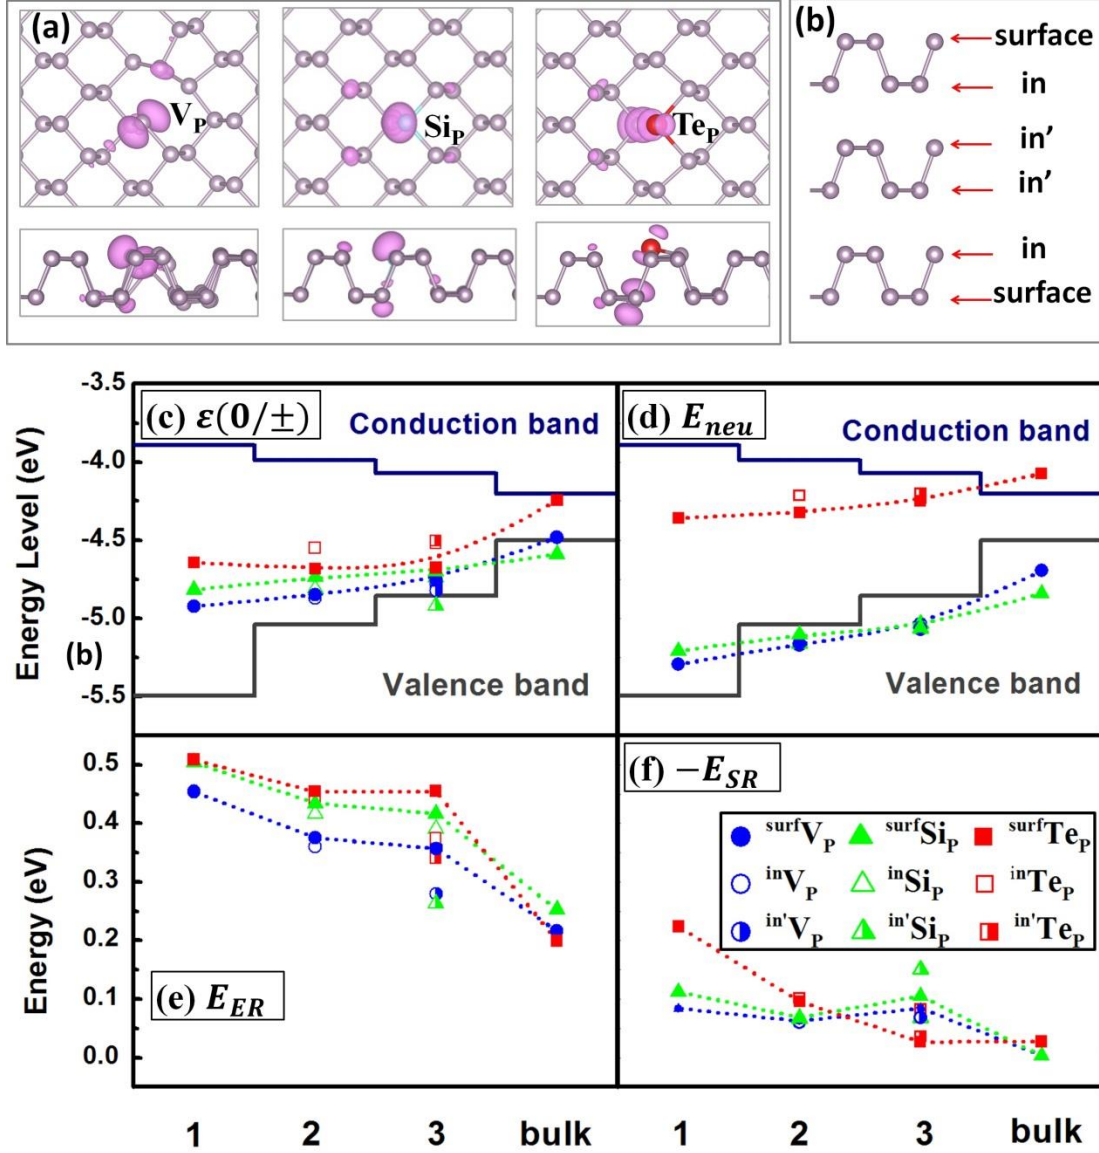 (a)
V_P
Si_P
Te_P
(b)
surface
in
in’
in’
in
surface
-3.5
-4.0
-4.5
-5.0
-5.5
Energy Level (eV)
(b)
(c) ε(0/±)
Conduction band
Valence band
(d) E_neu
Conduction band
Valence band
0.5
0.4
0.3
0.2
0.1
0.0
Energy (eV)
(e) E_ER
(f) −E_SR
surfV_P surfSi_P surfTe_P
inV_P inSi_P inTe_P
in'V_P in'Si_P in'Te_P
1 2 3 bulk 1 2 3 bulk